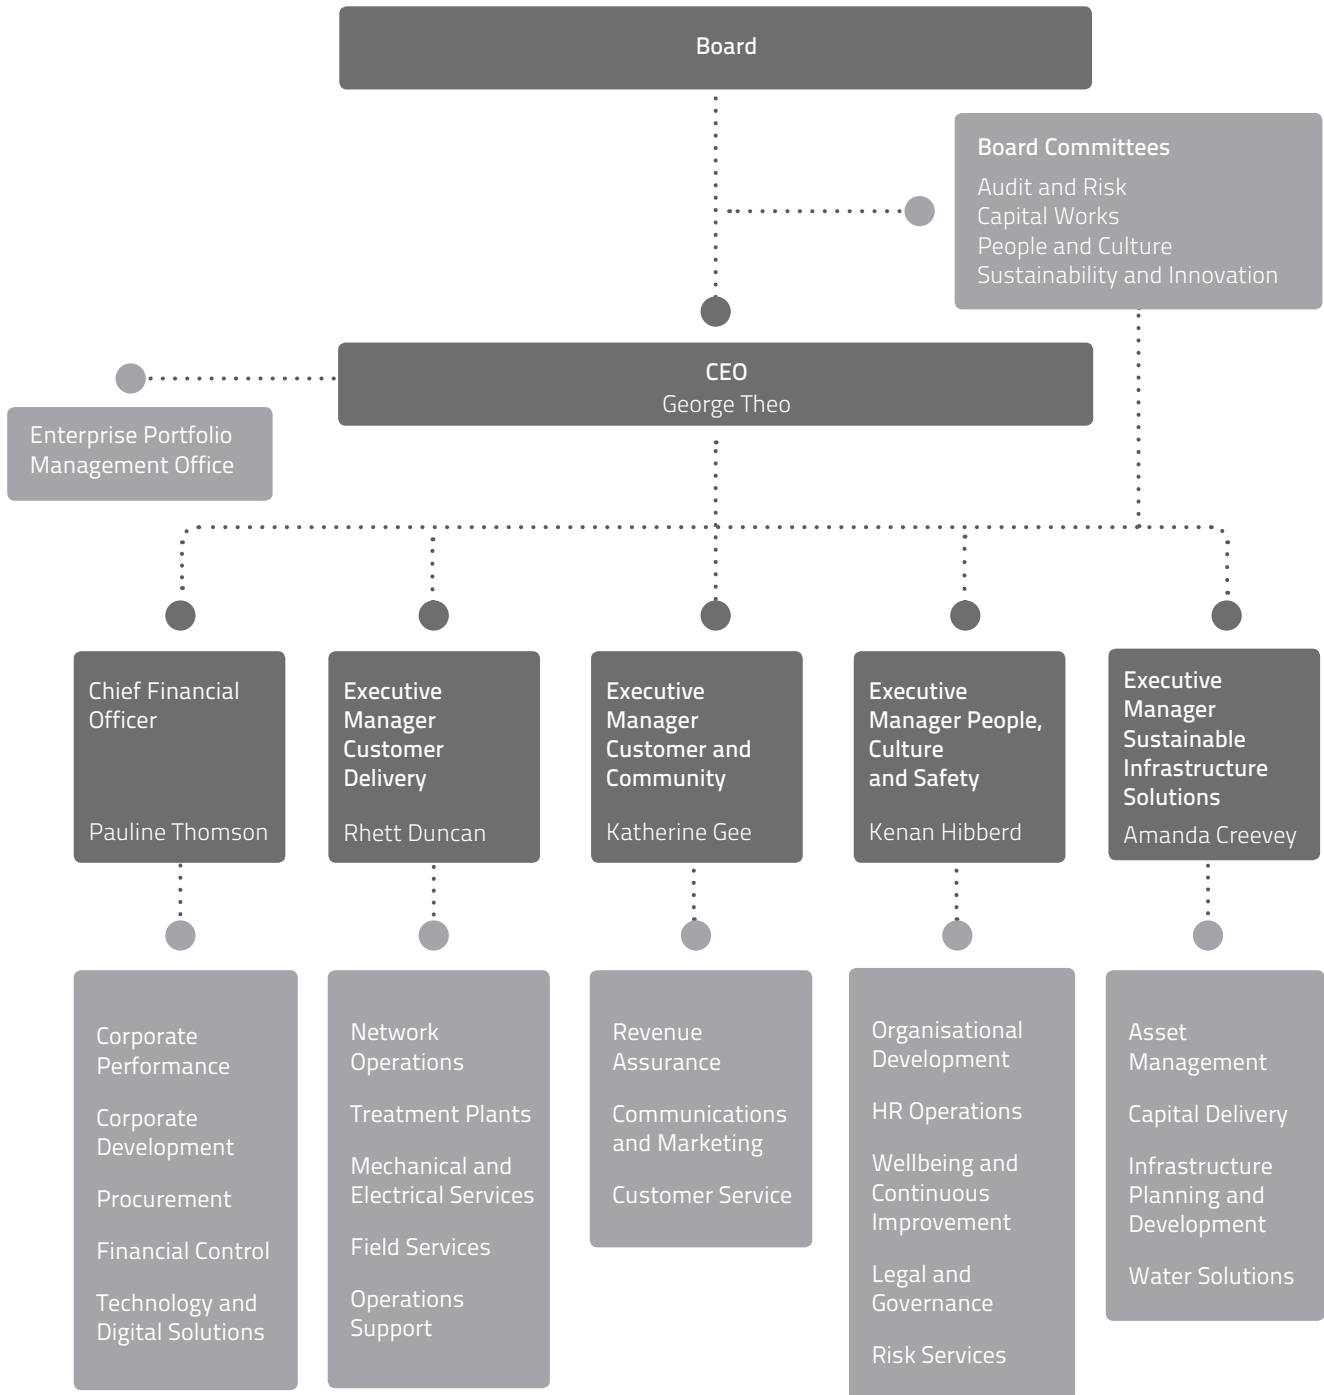 Board
Board Committees
Audit and Risk
Capital Works
People and Culture
Sustainability and Innovation
CEO
George Theo
Enterprise Portfolio
Management Office
Chief Financial
Officer
Pauline Thomson
Executive
Manager
Customer
Delivery
Rhett Duncan
Executive
Manager
Customer and
Community
Katherine Gee
Executive
Manager People,
Culture
and Safety
Kenan Hibberd
Executive
Manager
Sustainable
Infrastructure
Solutions
Amanda Creevey
Corporate
Performance
Corporate
Development
Procurement
Financial Control
Technology and
Digital Solutions
Network
Operations
Treatment Plants
Mechanical and
Electrical Services
Field Services
Operations
Support
Revenue
Assurance
Communications
and Marketing
Customer Service
Organisational
Development
HR Operations
Wellbeing and
Continuous
Improvement
Legal and
Governance
Risk Services
Asset
Management
Capital Delivery
Infrastructure
Planning and
Development
Water Solutions